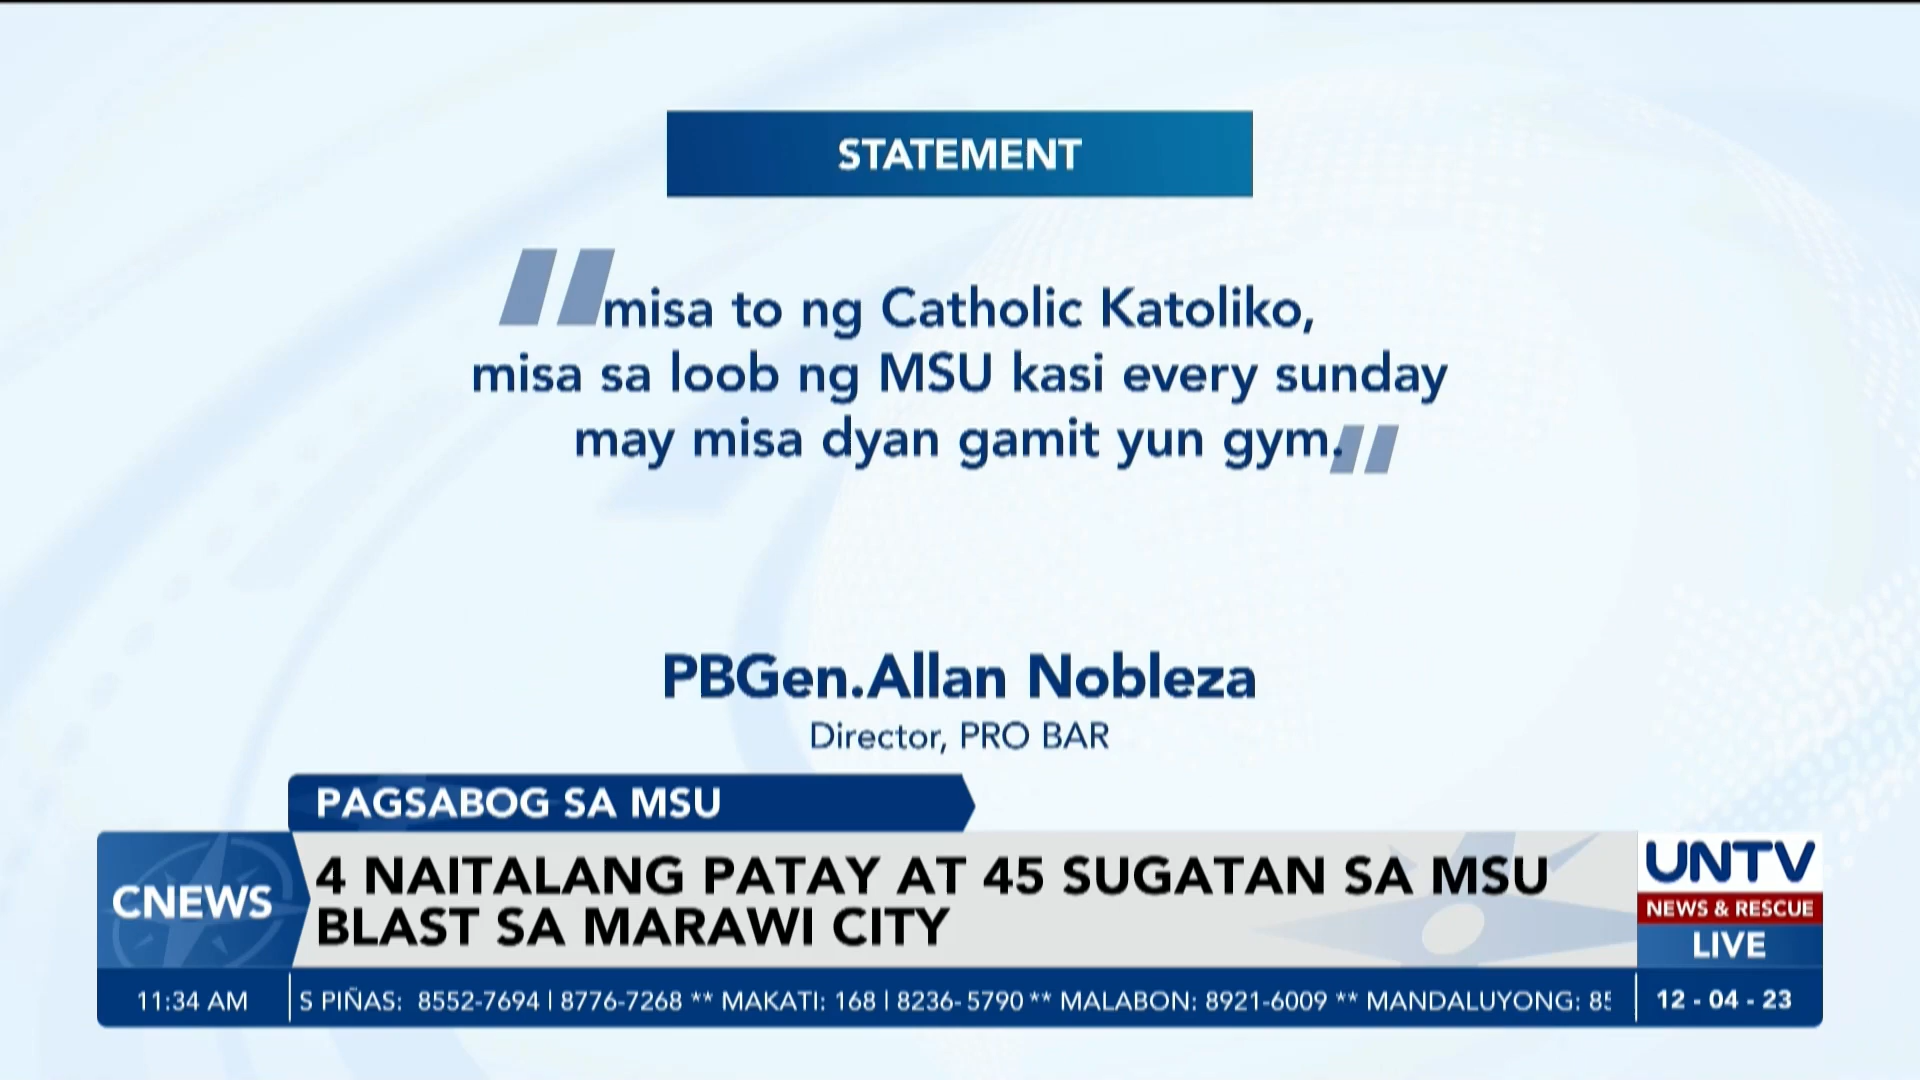 STATEMENT
"misa to ng Catholic Katoliko,
misa sa loob ng MSU kasi every sunday
may misa dyan gamit yun gym."
PBGen.Allan Nobleza
Director, PRO BAR
PAGSABOG SA MSU
CNEWS
4 NAITALANG PATAY AT 45 SUGATAN SA MSU
BLAST SA MARAWI CITY
UNTV
NEWS & RESCUE
LIVE
11:34 AM
S PIÑAS: 8552-7694 | 8776-7268 ** MAKATI: 168 | 8236-5790 ** MALABON: 8921-6009 ** MANDALUYONG: 85
12 - 04 - 23